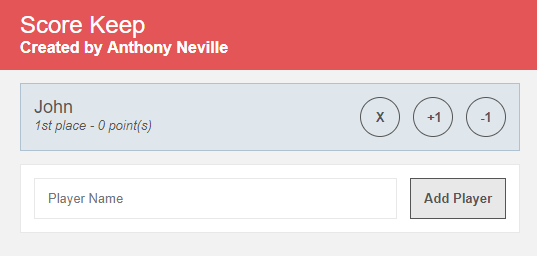 Score Keep
Created by Anthony Neville
John
1st place - 0 point(s)
X +1 -1
Player Name
Add Player